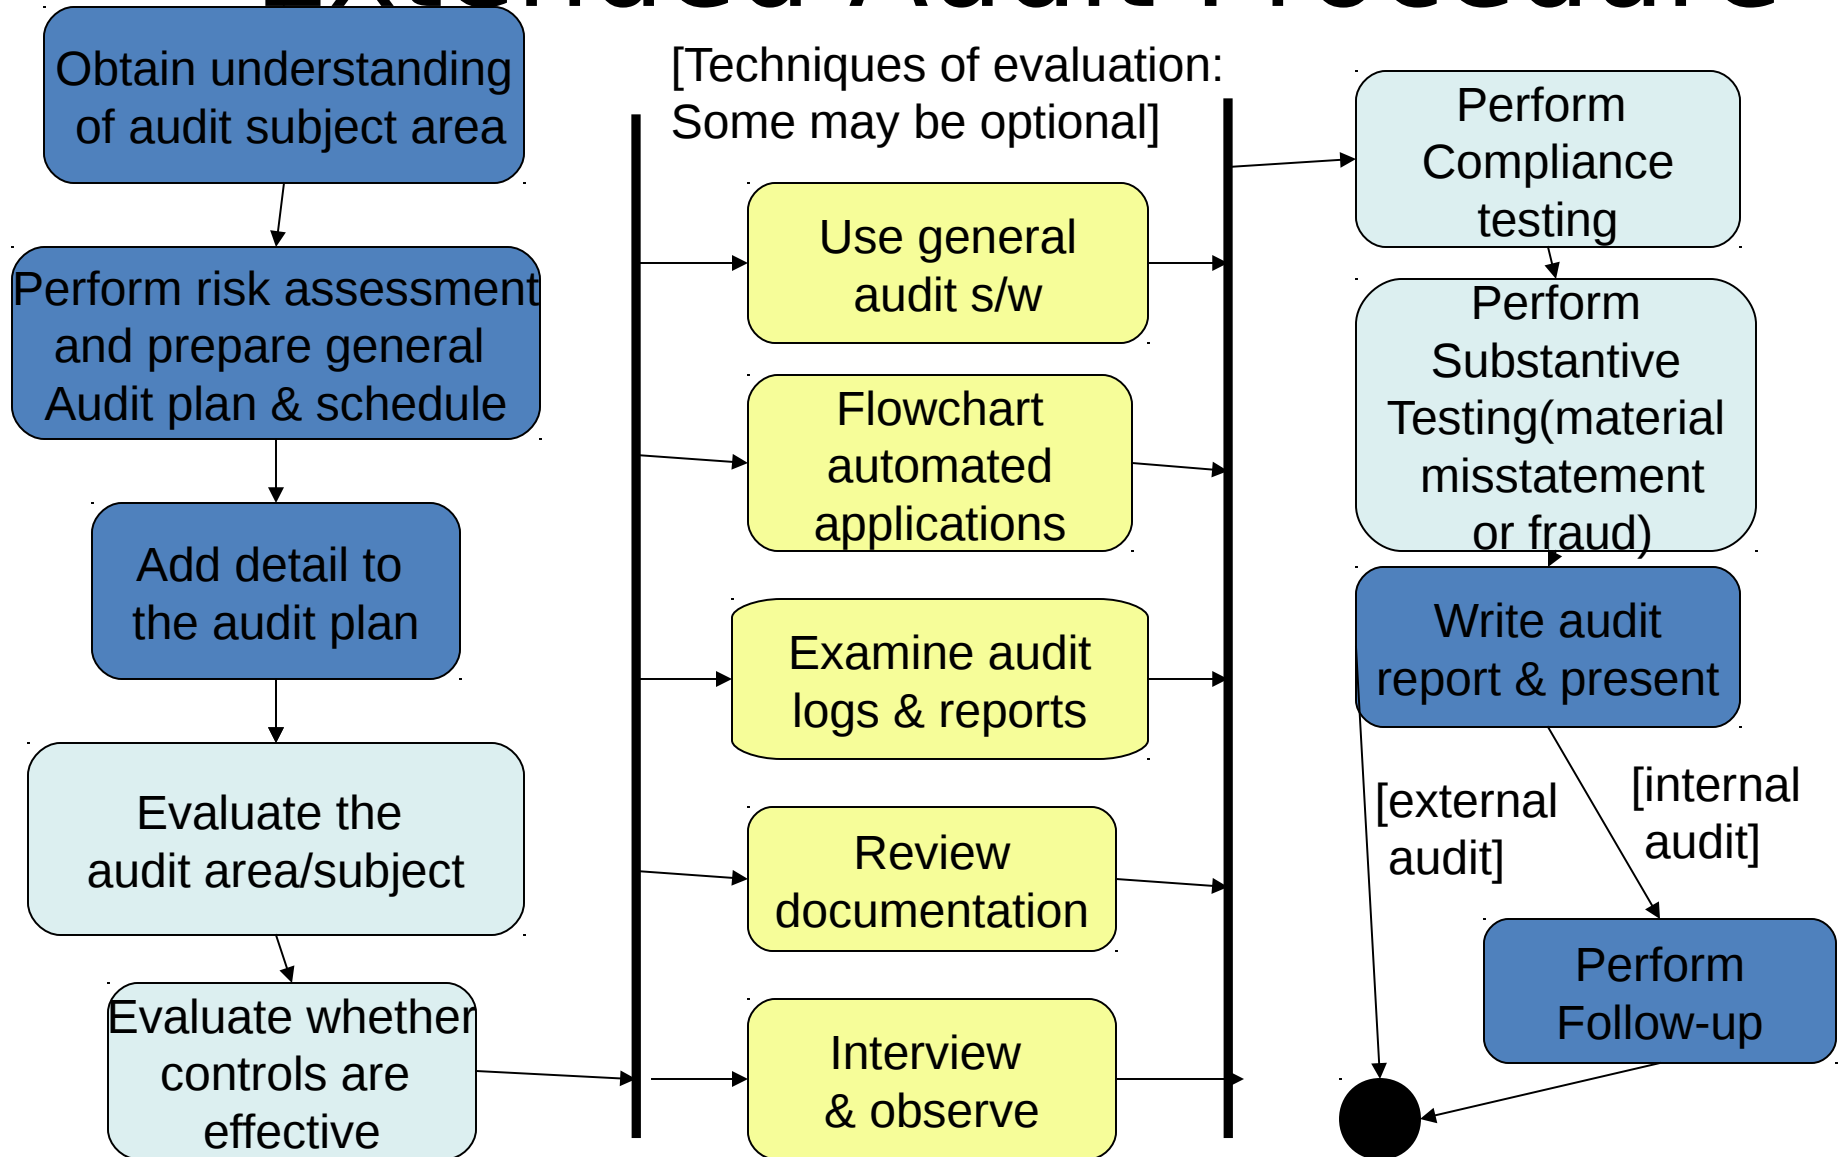 Extended Audit Procedure
Obtain understanding
of audit subject area
Perform risk assessment
and prepare general
Audit plan & schedule
Add detail to
the audit plan
Evaluate the
audit area/subject
Evaluate whether
controls are
effective
[Techniques of evaluation:
Some may be optional]
Use general
audit s/w
Flowchart
automated
applications
Examine audit
logs & reports
Review
documentation
Interview
& observe
Perform
Compliance
testing
Perform
Substantive
Testing(material
misstatement
or fraud)
Write audit
report & present
[external
audit]
[internal
audit]
Perform
Follow-up